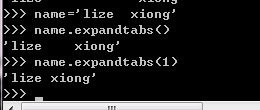 >>> name='lize  xiong'
>>> name.expandtabs()
'lize    xiong'
>>> name.expandtabs(1)
'lize xiong'
>>>